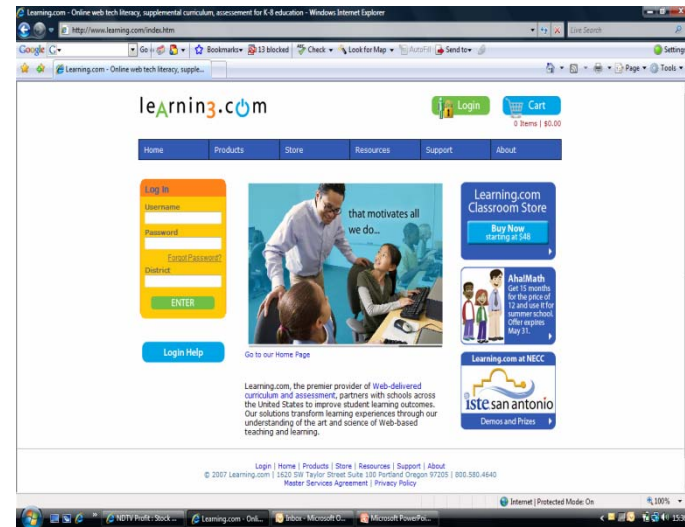 Learning.com - Online web tech literacy, supplemental curriculum, assessement for K-8 education - Windows Internet Explorer
http://www.learning.com/index.htm
Live Search
Google
Go
Bookmarks
13 blocked
Check
Look for Map
AutoFill
Send to
Settings
Learning.com - Online web tech literacy, supple...
Page
Tools
learnin3.com
Login
Cart
0 Items | $0.00
Home Products Store Resources Support About
Log In
Username
Password
Forgot Password?
District
ENTER
Login Help
that motivates all
we do...
Go to our Home Page
Learning.com, the premier provider of Web-delivered
curriculum and assessment, partners with schools across
the United States to improve student learning outcomes.
Our solutions transform learning experiences through our
understanding of the art and science of Web-based
teaching and learning.
Learning.com
Classroom Store
Buy Now
starting at $48
Aha!Math
Get 15 months
for the price of
12 and use it for
summer school.
Offer expires
May 31.
Learning.com at NECC
iste san antonio
Demos and Prizes
Login | Home | Products | Store | Resources | Support | About
© 2007 Learning.com | 1620 SW Taylor Street Suite 100 Portland Oregon 97205 | 800.580.4640
Master Services Agreement | Privacy Policy
Internet | Protected Mode: On
100%
NDTV Profit : Stock ...
Learning.com - Onli...
Inbox - Microsoft O...
Microsoft PowerPoi...